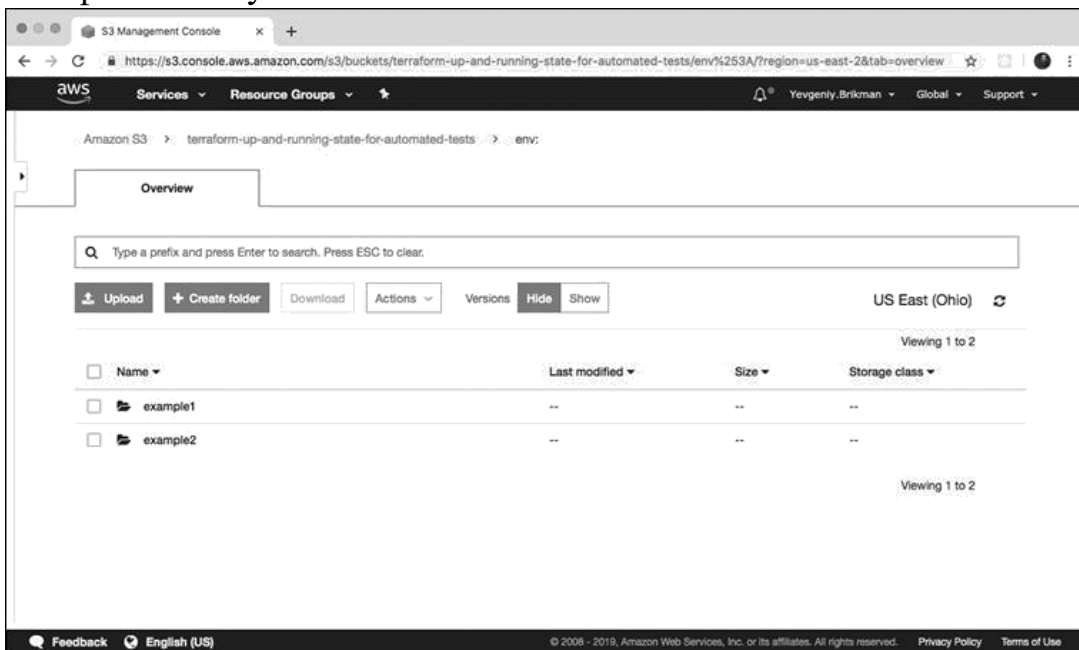 S3 Management Console × +
https://s3.console.aws.amazon.com/s3/buckets/terraform-up-and-running-state-for-automated-tests/env%253A/?region=us-east-2&tab=overview
aws Services Resource Groups Yevgeniy.Brikman Global Support
Amazon S3 > terraform-up-and-running-state-for-automated-tests > env:
Overview
Type a prefix and press Enter to search. Press ESC to clear.
Upload + Create folder Download Actions Versions Hide Show US East (Ohio)
Viewing 1 to 2
Name Last modified Size Storage class
example1 -- -- --
example2 -- -- --
Viewing 1 to 2
Feedback English (US) © 2008 - 2019, Amazon Web Services, Inc. or its affiliates. All rights reserved. Privacy Policy Terms of Use